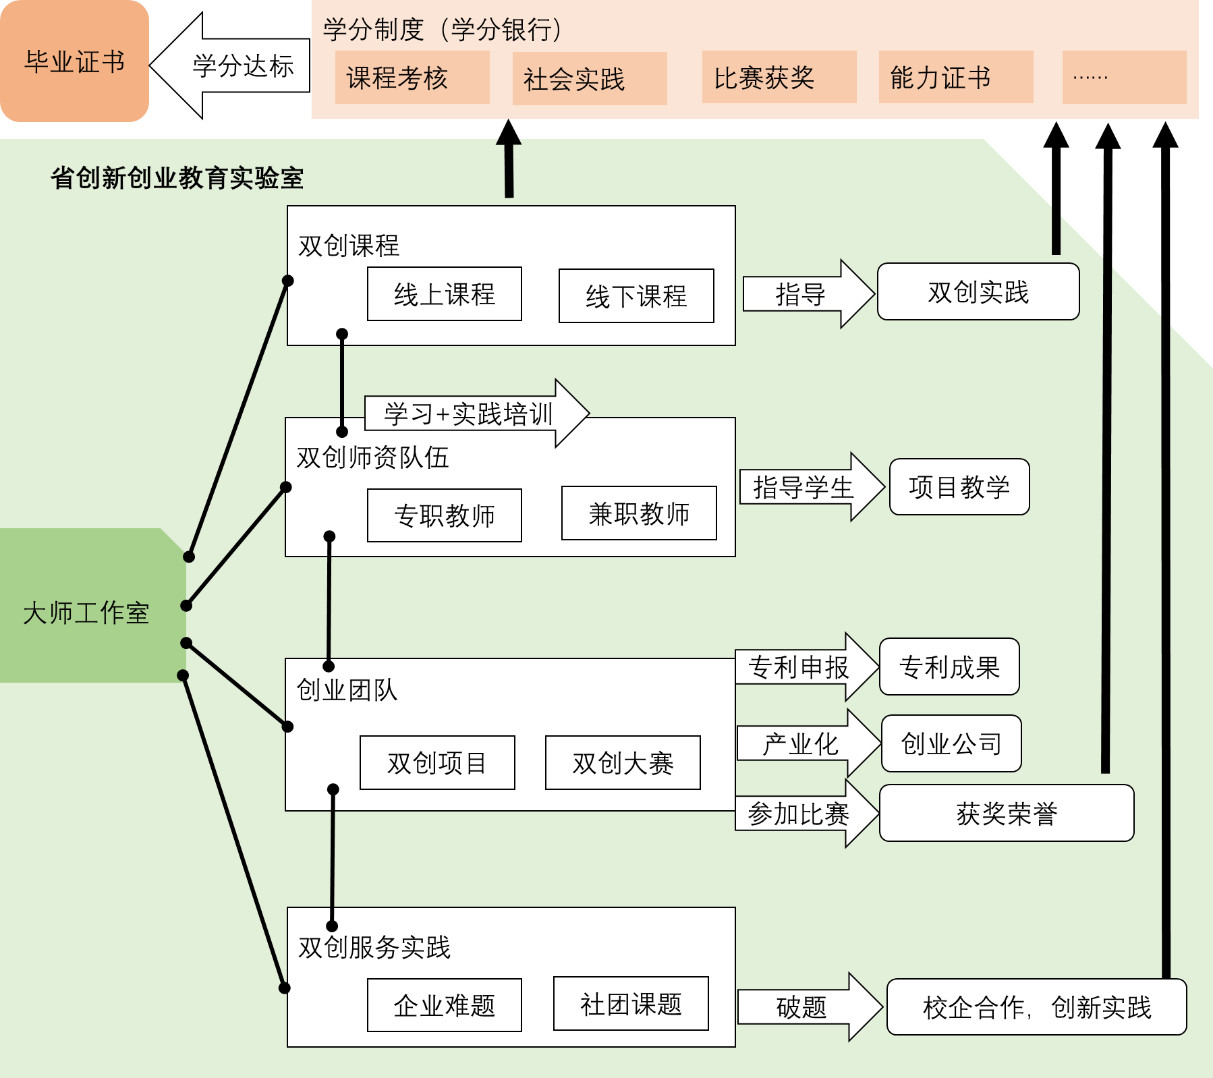 毕业证书
学分达标
学分制度（学分银行）
课程考核
社会实践
比赛获奖
能力证书
……
省创新创业教育实验室
双创课程
线上课程
线下课程
指导
双创实践
学习+实践培训
双创师资队伍
专职教师
兼职教师
指导学生
项目教学
大师工作室
创业团队
双创项目
双创大赛
专利申报
专利成果
产业化
创业公司
参加比赛
获奖荣誉
双创服务实践
企业难题
社团课题
破题
校企合作，创新实践